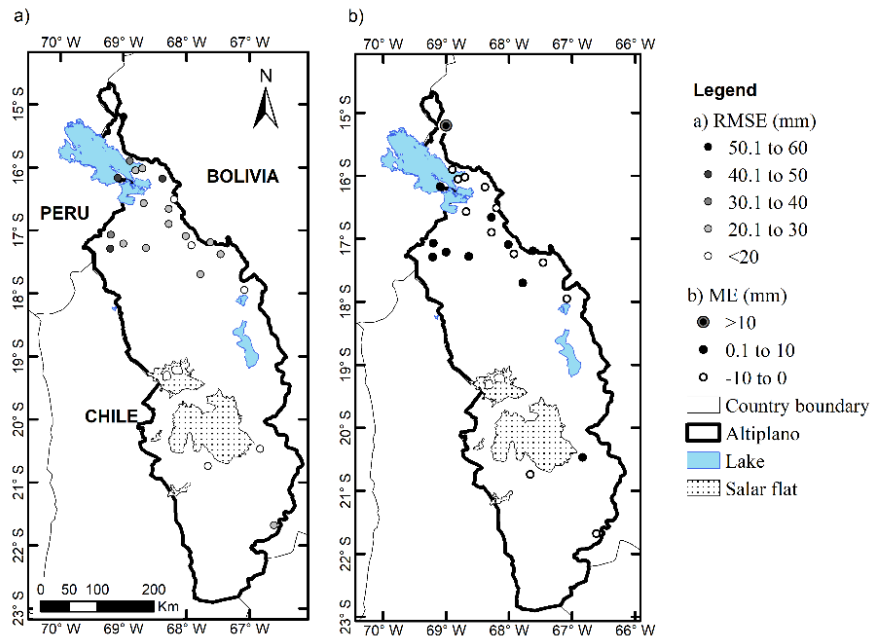 a)
70° W 69° W 68° W 67° W
15° S
16° S
17° S
18° S
19° S
20° S
21° S
22° S
23° S
N
BOLIVIA
PERU
CHILE
0 50 100 200
Km
70° W 69° W 68° W 67° W
b)
70° W 69° W 68° W 67° W 66° W
15° S
16° S
17° S
18° S
19° S
20° S
21° S
22° S
23° S
70° W 69° W 68° W 67° W 66° W
Legend
a) RMSE (mm)
50.1 to 60
40.1 to 50
30.1 to 40
20.1 to 30
<20
b) ME (mm)
>10
0.1 to 10
-10 to 0
Country boundary
Altiplano
Lake
Salar flat